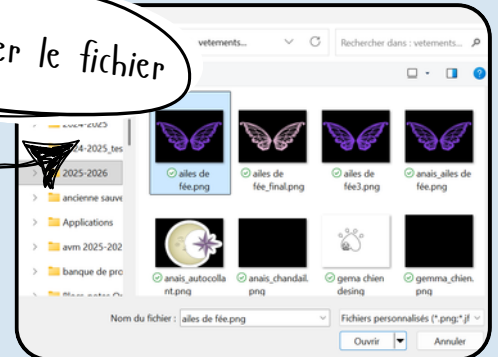 er le fichier
vetements...
Rechercher dans : vetements...
2024-2025
24-2025_tes
2025-2026
ancienne sauve
Applications
avm 2025-202
banque de pro
ailes de
fée.png
ailes de
fée_final.png
ailes de
fée3.png
anais_ailes de
fée.png
anais_autocolla
nt.png
anais_chandail.
png
gema chien
desing
gemma_chien.
png
Nom du fichier : ailes de fée.png
Fichiers personnalisés (*.png;*.jf
Ouvrir
Annuler